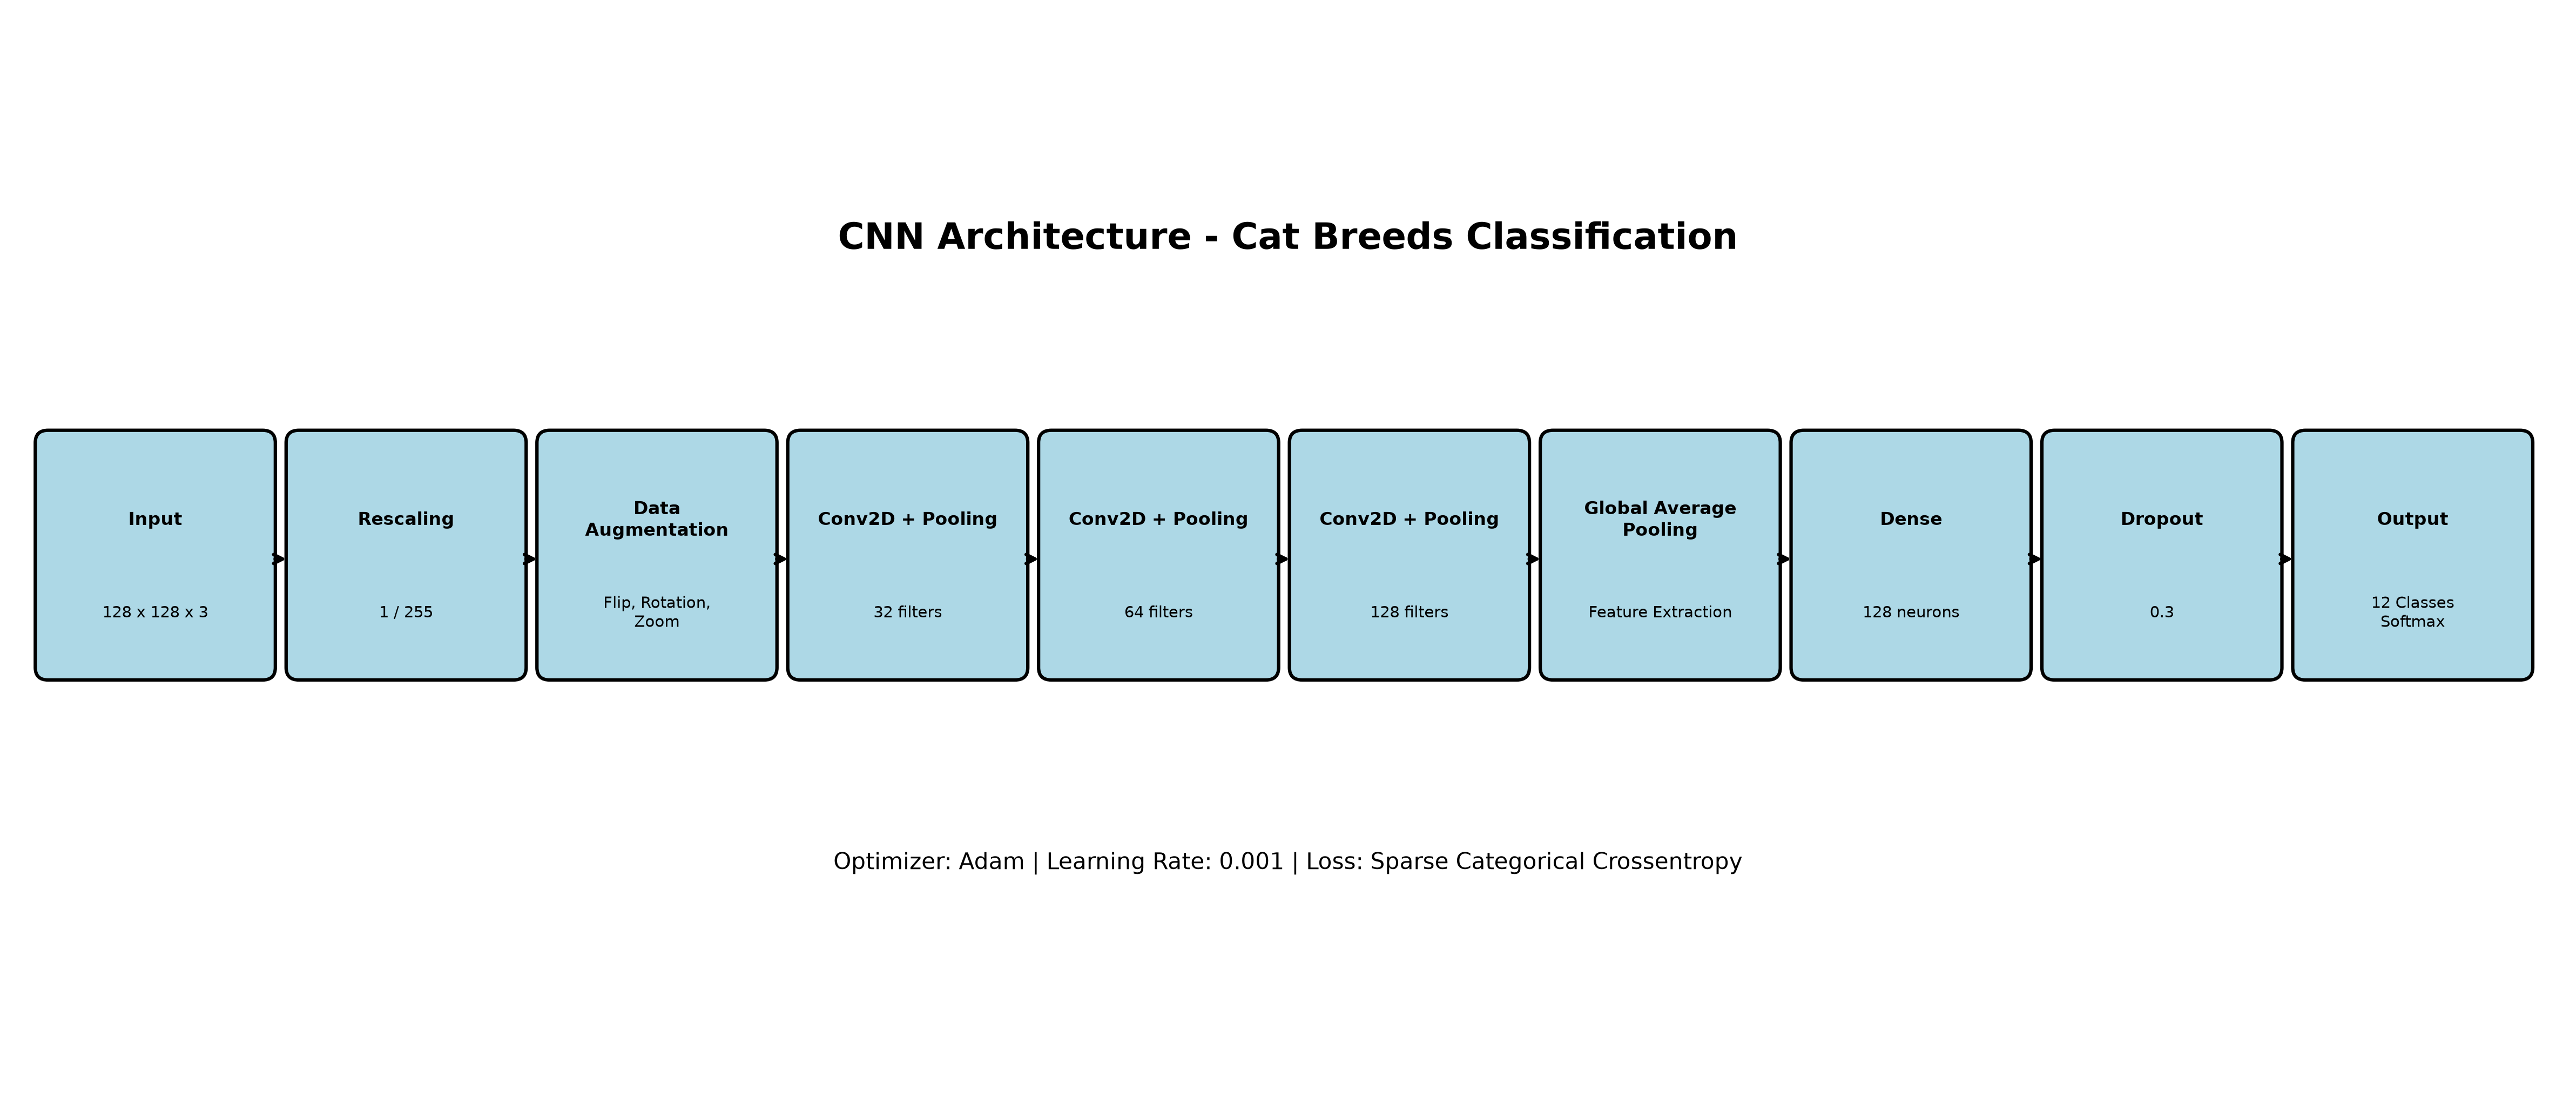 CNN Architecture - Cat Breeds Classification
Input
128 x 128 x 3
Rescaling
1 / 255
Data
Augmentation
Flip, Rotation,
Zoom
Conv2D + Pooling
32 filters
Conv2D + Pooling
64 filters
Conv2D + Pooling
128 filters
Global Average
Pooling
Feature Extraction
Dense
128 neurons
Dropout
0.3
Output
12 Classes
Softmax
Optimizer: Adam | Learning Rate: 0.001 | Loss: Sparse Categorical Crossentropy